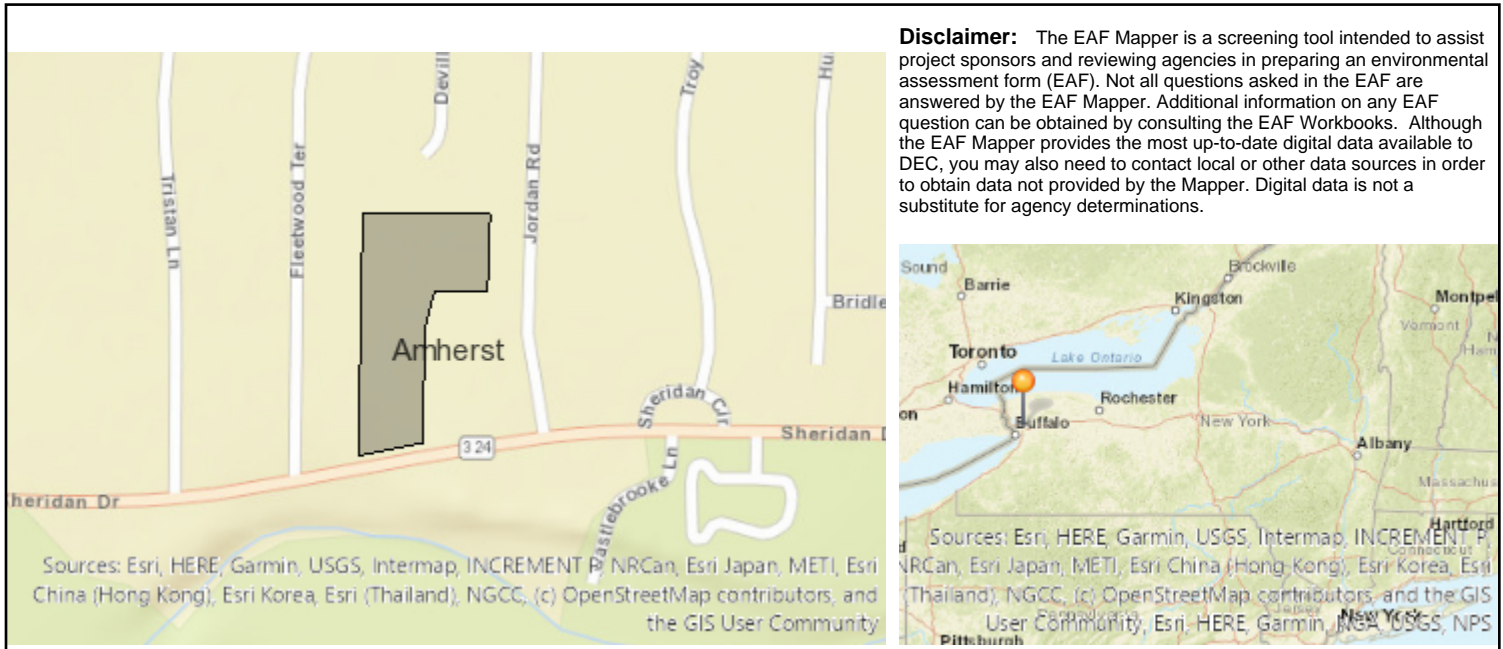 Disclaimer: The EAF Mapper is a screening tool intended to assist
project sponsors and reviewing agencies in preparing an environmental
assessment form (EAF). Not all questions asked in the EAF are
answered by the EAF Mapper. Additional information on any EAF
question can be obtained by consulting the EAF Workbooks. Although
the EAF Mapper provides the most up-to-date digital data available to
DEC, you may also need to contact local or other data sources in order
to obtain data not provided by the Mapper. Digital data is not a
substitute for agency determinations.
Tristan Ln
Fleetwood Ter
Devill
Jordan Rd
Troy
Hu
Bridle
Amherst
Sheridan Cir
Sheridan D
324
heridan Dr
astlebrooke Ln
Sources: Esri, HERE, Garmin, USGS, Intermap, INCREMENT P, NRCan, Esri Japan, METI, Esri
China (Hong Kong), Esri Korea, Esri (Thailand), NGCC, (c) OpenStreetMap contributors, and
the GIS User Community
Sound
Barrie
Brockville
Kingston
Montpel
Vermont
Toronto
Lake Ontario
Hamilton
Rochester
on
Buffalo
New York
Albany
Massachus
Hartford
Connecticut
Sources: Esri, HERE, Garmin, USGS, Intermap, INCREMENT P,
NRCan, Esri Japan, METI, Esri China (Hong Kong), Esri Korea, Esri
(Thailand), NGCC, (c) OpenStreetMap contributors, and the GIS
User Community, Esri, HERE, Garmin, NGA, USGS, NPS
Pennsylvania
New York
Pittsburgh